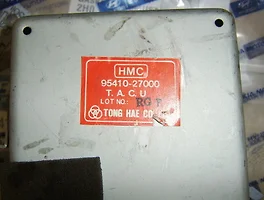 HMC
95410-27000
T. A. C. U
LOT NO:
TONG HAE CO